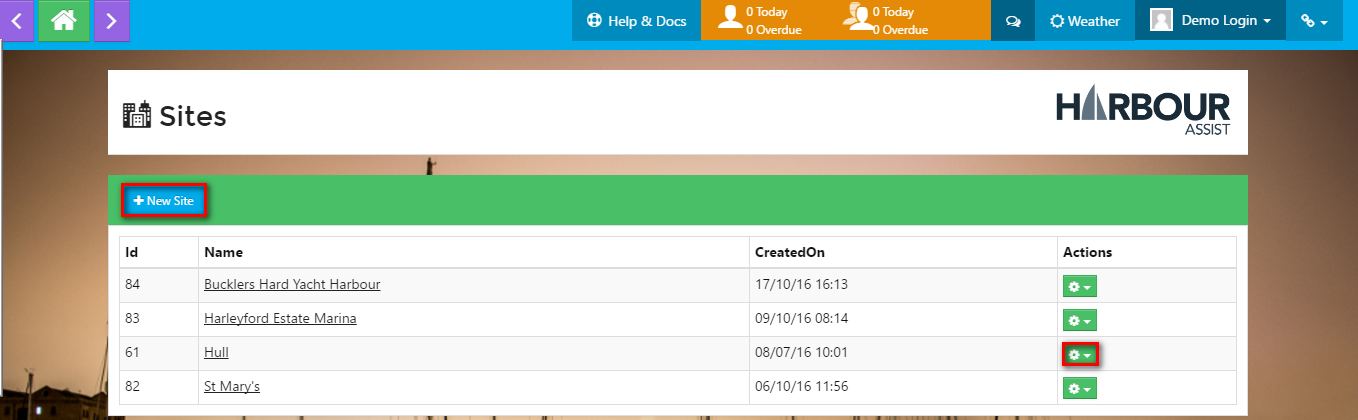 Help & Docs
0 Today
0 Overdue
0 Today
0 Overdue
Weather
Demo Login
Sites
HARBOUR
ASSIST
New Site
Id Name CreatedOn Actions
84 Bucklers Hard Yacht Harbour 17/10/16 16:13
83 Harleyford Estate Marina 09/10/16 08:14
61 Hull 08/07/16 10:01
82 St Mary's 06/10/16 11:56